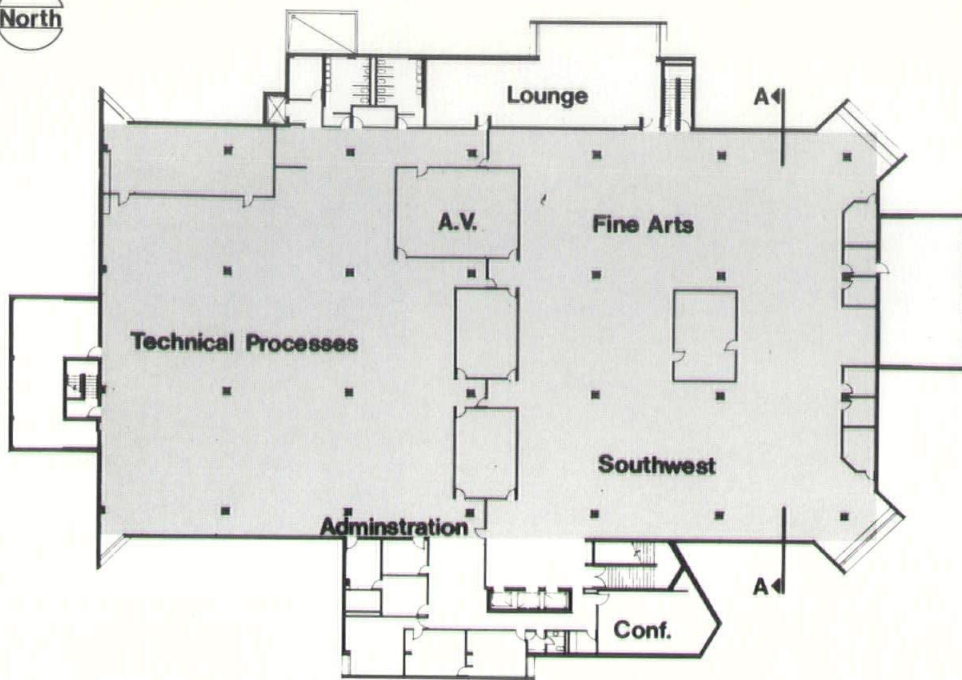 North
Lounge
A
A.V.
Fine Arts
Technical Processes
Southwest
Adminstration
A
Conf.